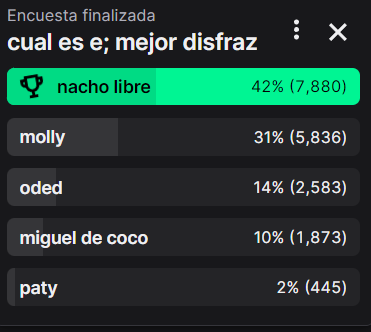 Encuesta finalizada
cual es e; mejor disfraz
nacho libre 42% (7,880)
molly 31% (5,836)
oded 14% (2,583)
miguel de coco 10% (1,873)
paty 2% (445)